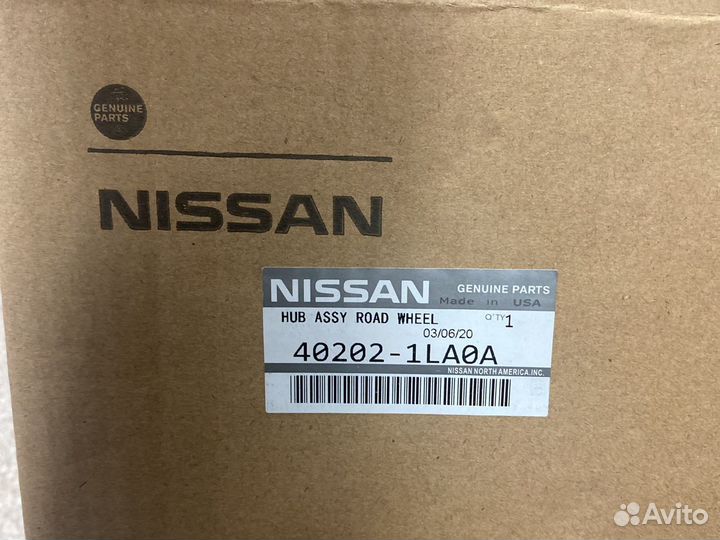 GENUINE
PARTS
NISSAN
NISSAN GENUINE PARTS
Made in USA
HUB ASSY ROAD WHEEL Q'TY 1
03/06/20
40202-1LA0A
NISSAN NORTH AMERICA.INC.
Avito